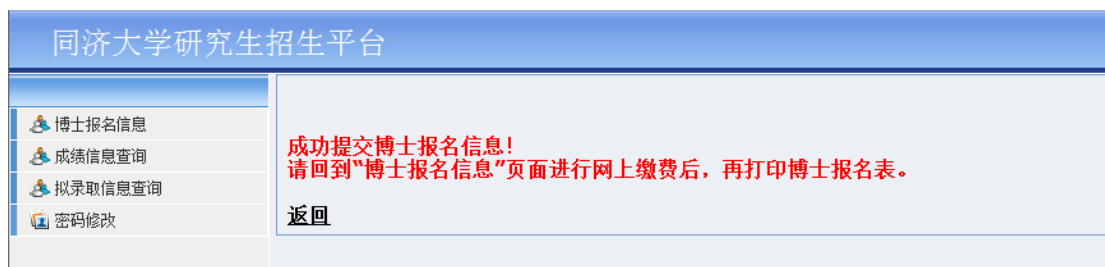 同济大学研究生招生平台
博士报名信息
成绩信息查询
拟录取信息查询
密码修改
成功提交博士报名信息！
请回到“博士报名信息”页面进行网上缴费后，再打印博士报名表。
返回